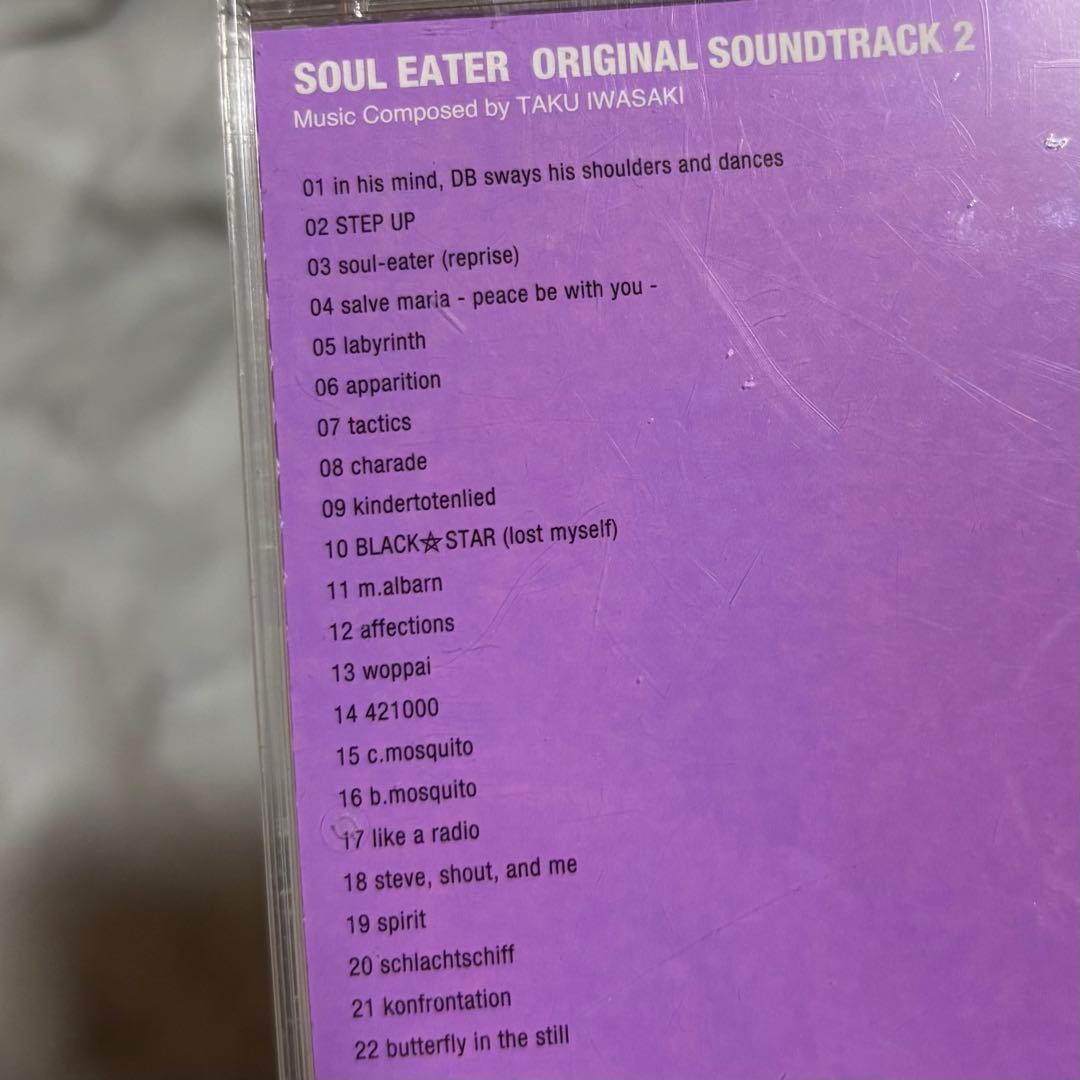 SOUL EATER ORIGINAL SOUNDTRACK 2
Music Composed by TAKU IWASAKI
01 in his mind, DB sways his shoulders and dances
02 STEP UP
03 soul-eater (reprise)
04 salve maria - peace be with you -
05 labyrinth
06 apparition
07 tactics
08 charade
09 kindertotenlied
10 BLACK☆STAR (lost myself)
11 m.albarn
12 affections
13 woppai
14 421000
15 c.mosquito
16 b.mosquito
17 like a radio
18 steve, shout, and me
19 spirit
20 schlachtschiff
21 konfrontation
22 butterfly in the still